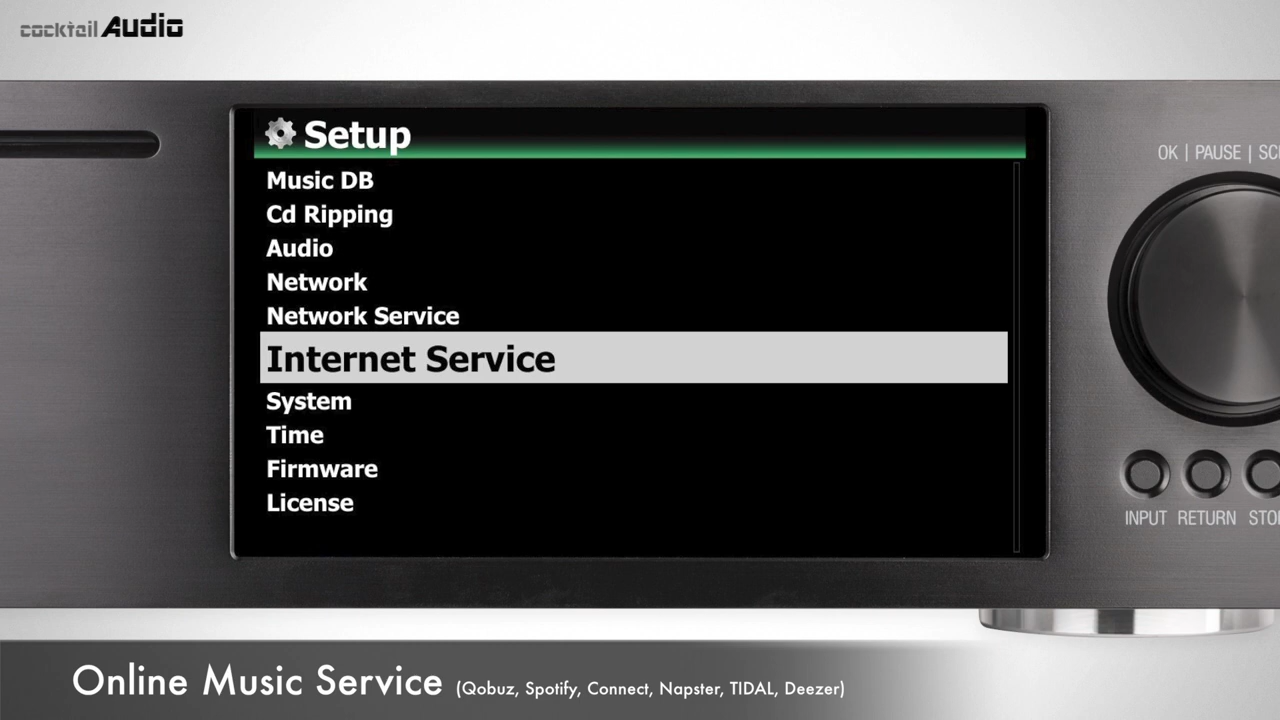 cocktail Audio
Setup
Music DB
Cd Ripping
Audio
Network
Network Service
Internet Service
System
Time
Firmware
License
OK | PAUSE |
INPUT RETURN
Online Music Service (Qobuz, Spotify, Connect, Napster, TIDAL, Deezer)